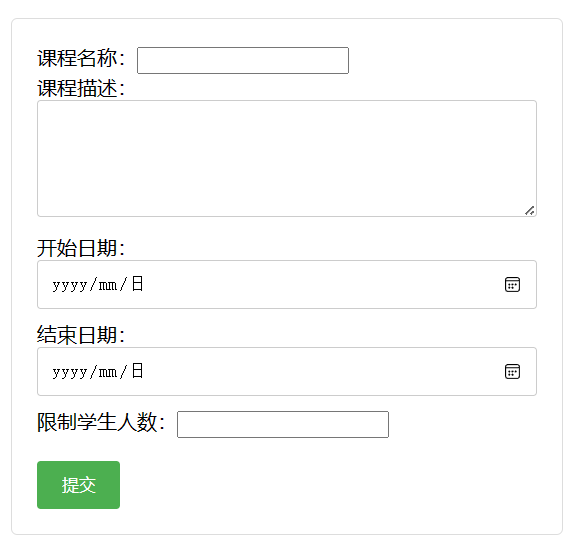 课程名称：
课程描述：
开始日期：
yyyy/mm/日
结束日期：
yyyy/mm/日
限制学生人数：
提交